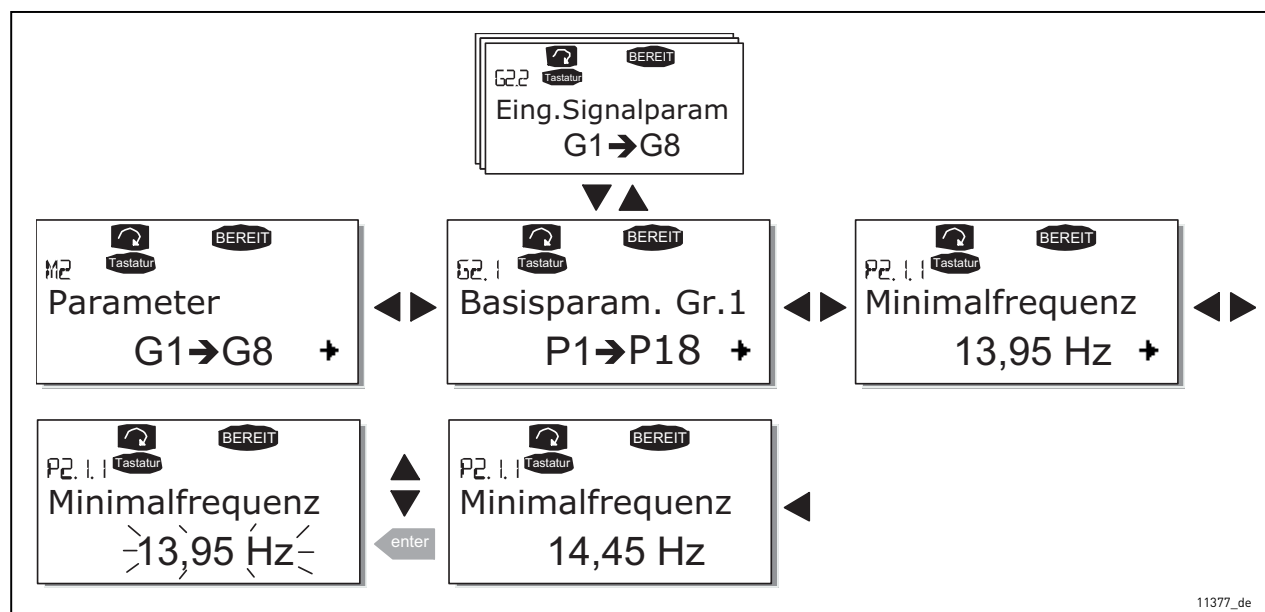 BEREIT
G2.2 Tastatur
Eing.Signalparam
G1➔G8
BEREIT
M2 Tastatur
Parameter
G1➔G8
BEREIT
G2.1 Tastatur
Basisparam. Gr.1
P1➔P18
BEREIT
P2.1.1 Tastatur
Minimalfrequenz
13,95 Hz
BEREIT
P2.1.1 Tastatur
Minimalfrequenz
13,95 Hz
enter
BEREIT
P2.1.1 Tastatur
Minimalfrequenz
14,45 Hz
11377_de